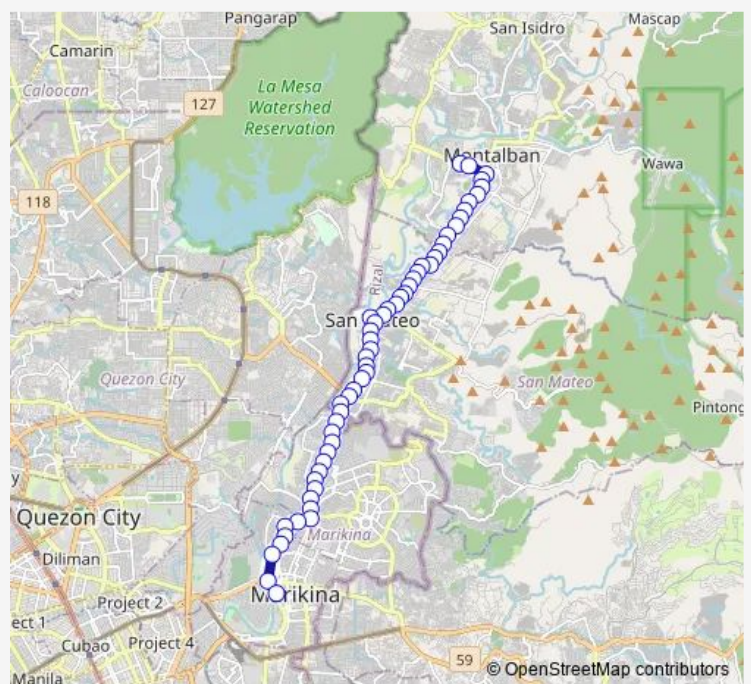 Pangarap
San Isidro
Mascap
Camarin
La Mesa
Watershed
Reservation
Caloocan
127
Montalban
Wawa
118
Rizal
San Mateo
Quezon City
San Mateo
Pintong
y
Quezon City
Marikina
Diliman
Marikina
Project 2
ect 1
Project 4
Cubao
59
Manila
© OpenStreetMap contributors